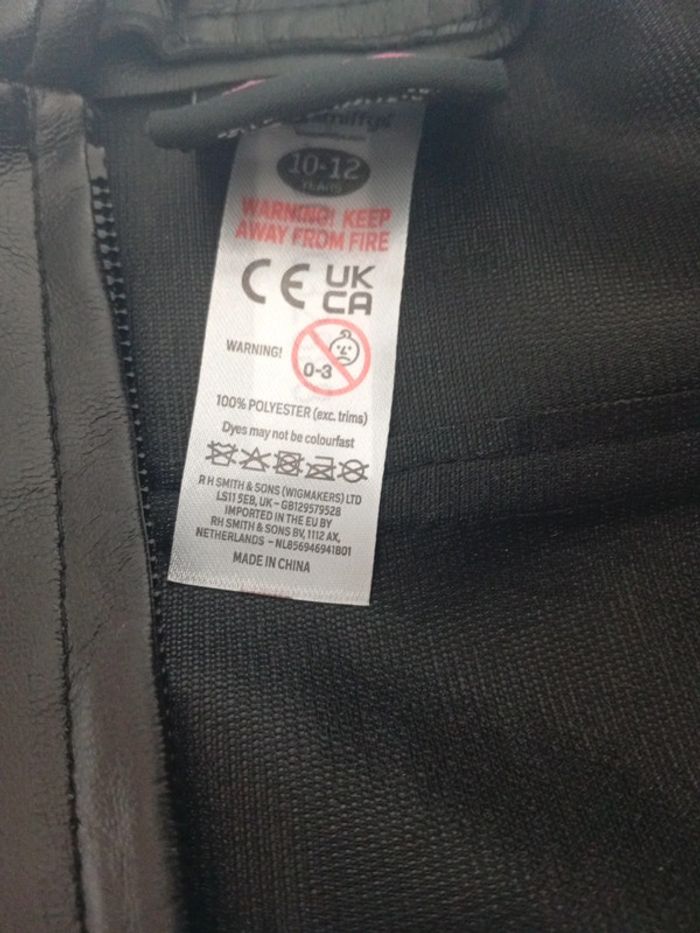 10-12
YEARS
WARNING! KEEP
AWAY FROM FIRE
CE UK
CA
WARNING!
0-3
100% POLYESTER (exc. trims)
Dyes may not be colourfast
RH SMITH & SONS (WIGMAKERS) LTD
LS11 5EB, UK - GB129579528
IMPORTED IN THE EU BY
RH SMITH & SONS BV, 1112 AX,
NETHERLANDS - NL856946941B01
MADE IN CHINA